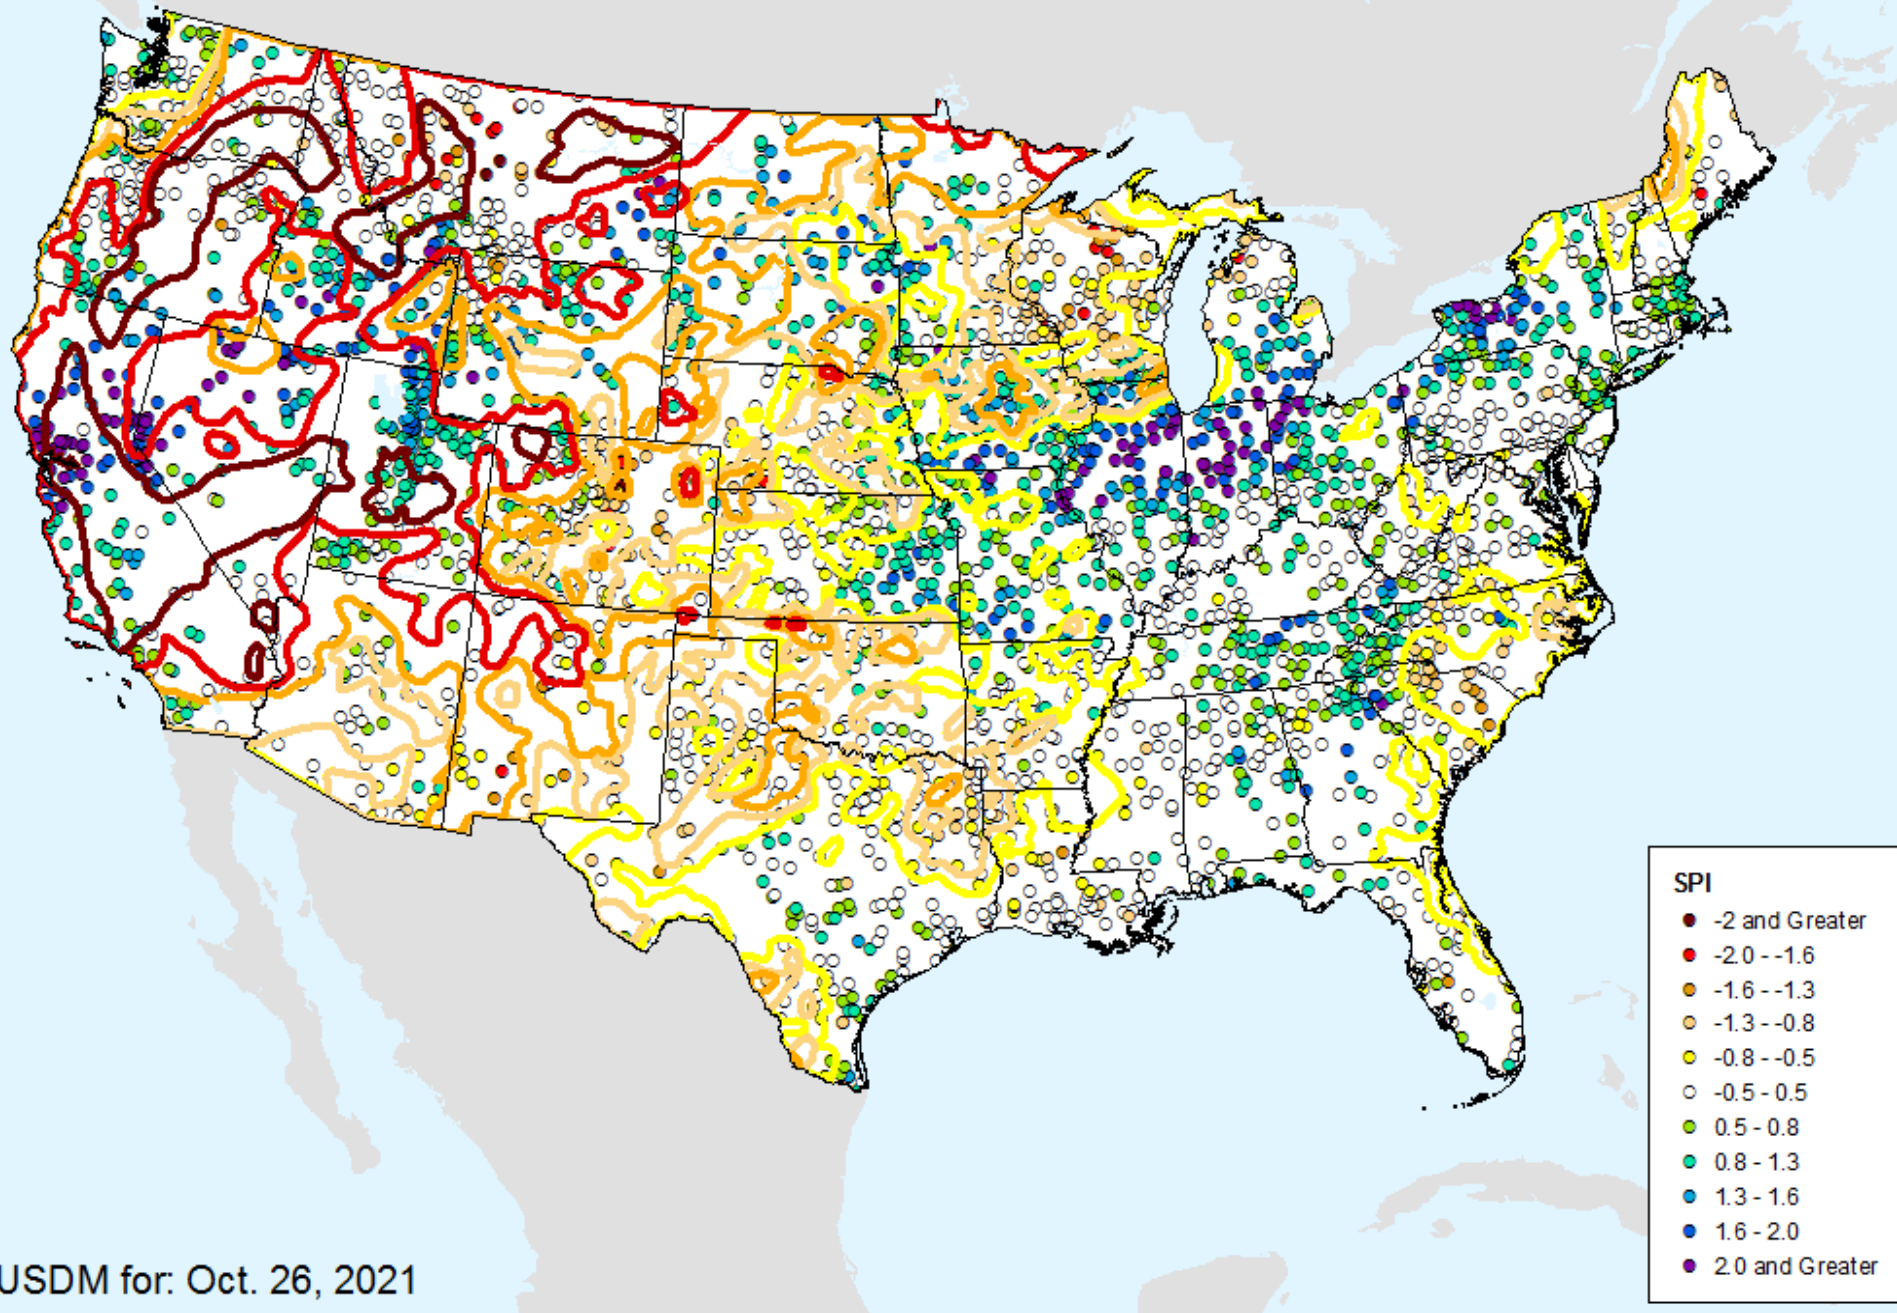 SPI
-2 and Greater
-2.0 - -1.6
-1.6 - -1.3
-1.3 - -0.8
-0.8 - -0.5
-0.5 - 0.5
0.5 - 0.8
0.8 - 1.3
1.3 - 1.6
1.6 - 2.0
2.0 and Greater
USDM for: Oct. 26, 2021